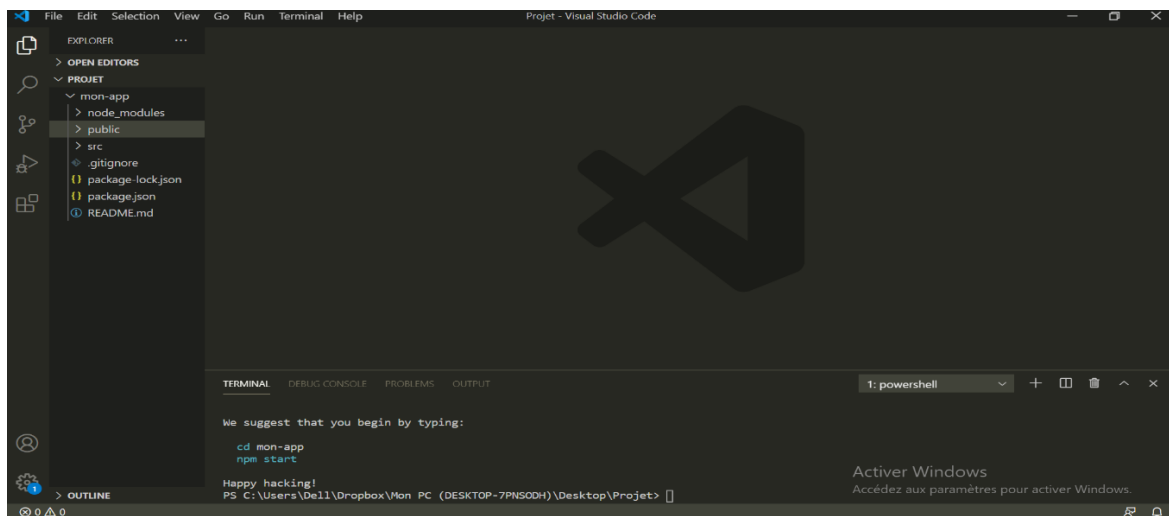 File Edit Selection View Go Run Terminal Help Projet - Visual Studio Code
EXPLORER ...
OPEN EDITORS
PROJET
mon-app
node_modules
public
src
.gitignore
{} package-lock.json
{} package.json
README.md
TERMINAL DEBUG CONSOLE PROBLEMS OUTPUT 1: powershell
We suggest that you begin by typing:
cd mon-app
npm start
Happy hacking!
PS C:\Users\Dell\Dropbox\Mon PC (DESKTOP-7PNSODH)\Desktop\Projet>
Activer Windows
Accédez aux paramètres pour activer Windows.
1
OUTLINE
0 0